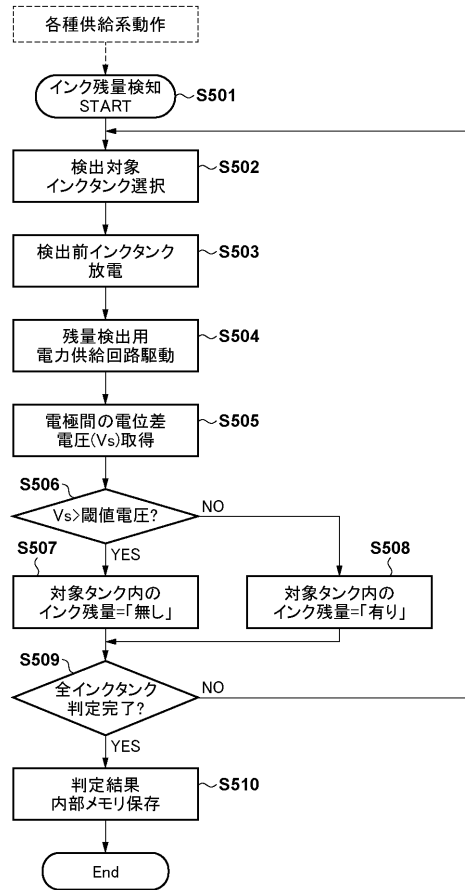 各種供給系動作
インク残量検知
START
S501
検出対象
インクタンク選択
S502
検出前インクタンク
放電
S503
残量検出用
電力供給回路駆動
S504
電極間の電位差
電圧(Vs)取得
S505
S506
Vs>閾値電圧?
NO
YES
S507
対象タンク内の
インク残量=「無し」
S508
対象タンク内の
インク残量=「有り」
S509
全インクタンク
判定完了?
NO
YES
判定結果
内部メモリ保存
S510
End